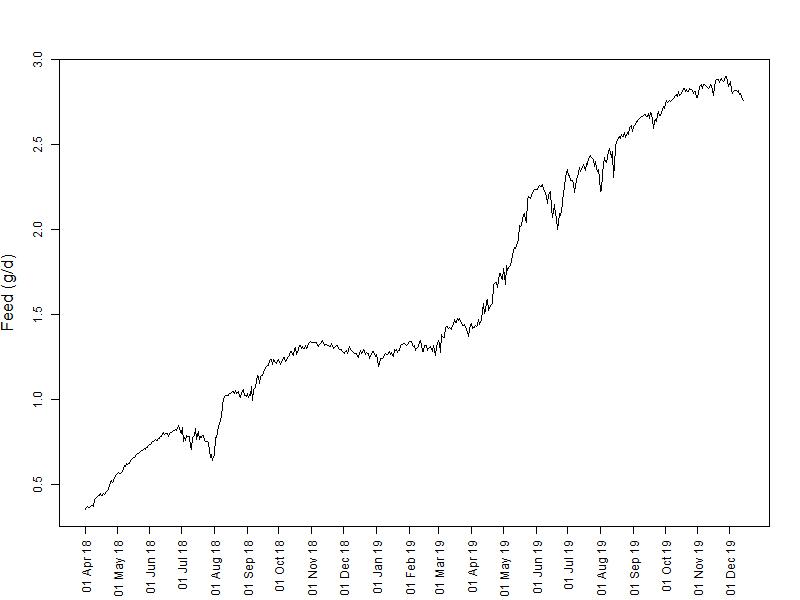 Feed (g/d)
3.0
2.5
2.0
1.5
1.0
0.5
01 Apr 18
01 May 18
01 Jun 18
01 Jul 18
01 Aug 18
01 Sep 18
01 Oct 18
01 Nov 18
01 Dec 18
01 Jan 19
01 Feb 19
01 Mar 19
01 Apr 19
01 May 19
01 Jun 19
01 Jul 19
01 Aug 19
01 Sep 19
01 Oct 19
01 Nov 19
01 Dec 19